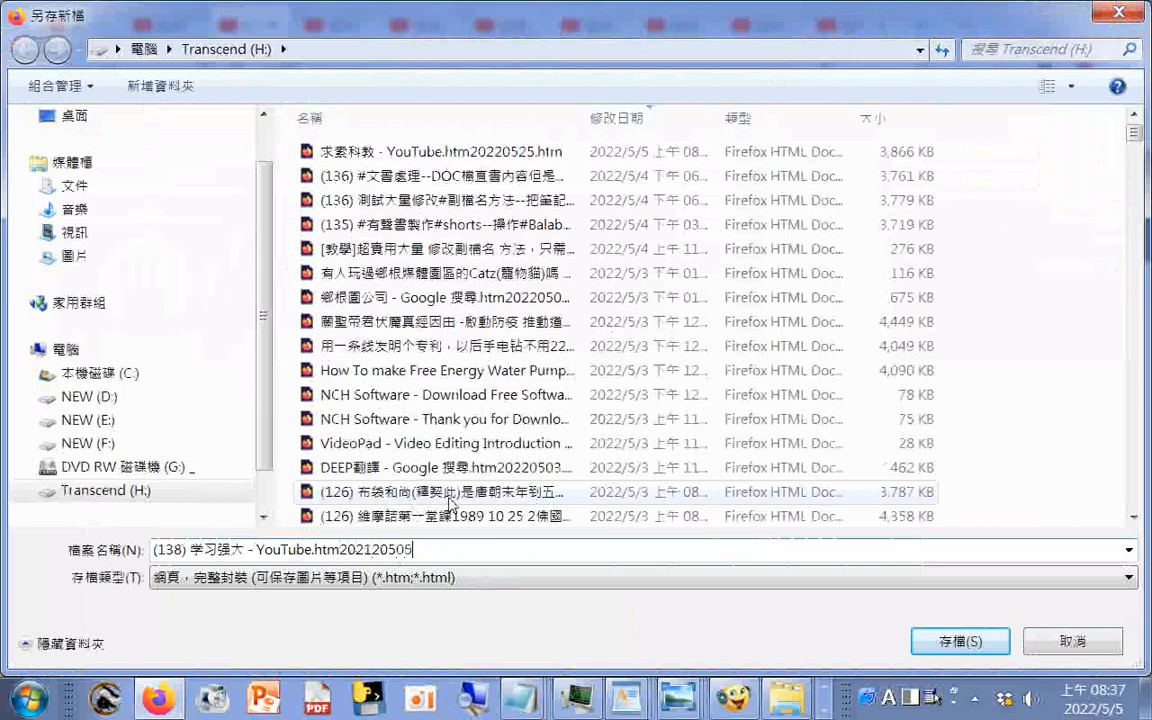 另存新檔
電腦 Transcend (H:)
搜尋 Transcend (H:)
組合管理 新增資料夾
桌面
媒體櫃
文件
音樂
視訊
圖片
家用群組
電腦
本機磁碟 (C:)
NEW (D:)
NEW (E:)
NEW (F:)
DVD RW 磁碟機 (G:) _
Transcend (H:)
名稱 修改日期 類型 大小
求索科教 - YouTube.htm20220525.htm 2022/5/5 上午 08... Firefox HTML Doc... 3,866 KB
(136) #文書處理--DOC檔直書內容但是... 2022/5/4 下午 06... Firefox HTML Doc... 3,761 KB
(136) 測試大量修改#副檔名方法--把筆記... 2022/5/4 下午 06... Firefox HTML Doc... 3,779 KB
(135) #有聲書製作#shorts--操作#Balab... 2022/5/4 下午 03... Firefox HTML Doc... 3,719 KB
[教學]超實用大量 修改副檔名 方法，只需... 2022/5/4 上午 11... Firefox HTML Doc... 276 KB
有人玩過鄉根媒體園區的Catz(寵物貓)嗎 ... 2022/5/3 下午 01... Firefox HTML Doc... 116 KB
鄉根園公司 - Google 搜尋.htm2022050... 2022/5/3 下午 01... Firefox HTML Doc... 675 KB
關聖帝君伏魔真經因由 -啟動防疫 推動道... 2022/5/3 下午 12... Firefox HTML Doc... 4,449 KB
用一条线发明个专利，以后手电钻不用22... 2022/5/3 下午 12... Firefox HTML Doc... 4,049 KB
How To make Free Energy Water Pump... 2022/5/3 下午 12... Firefox HTML Doc... 4,090 KB
NCH Software - Download Free Softwa... 2022/5/3 下午 12... Firefox HTML Doc... 78 KB
NCH Software - Thank you for Downlo... 2022/5/3 上午 11... Firefox HTML Doc... 75 KB
VideoPad - Video Editing Introduction ... 2022/5/3 上午 11... Firefox HTML Doc... 28 KB
DEEP翻譯 - Google 搜尋.htm20220503... 2022/5/3 上午 11... Firefox HTML Doc... 462 KB
(126) 布袋和尚(釋契此)是唐朝末年到五... 2022/5/3 上午 08... Firefox HTML Doc... 3,787 KB
(126) 維摩詰第一堂課1989 10 25 2佛國... 2022/5/3 上午 08... Firefox HTML Doc... 4,358 KB
檔案名稱(N): (138) 学习强大 - YouTube.htm202120505
存檔類型(T): 網頁，完整封裝 (可保存圖片等項目) (*.htm;*.html)
隱藏資料夾 存檔(S) 取消
PDF
A
上午 08:37
2022/5/5